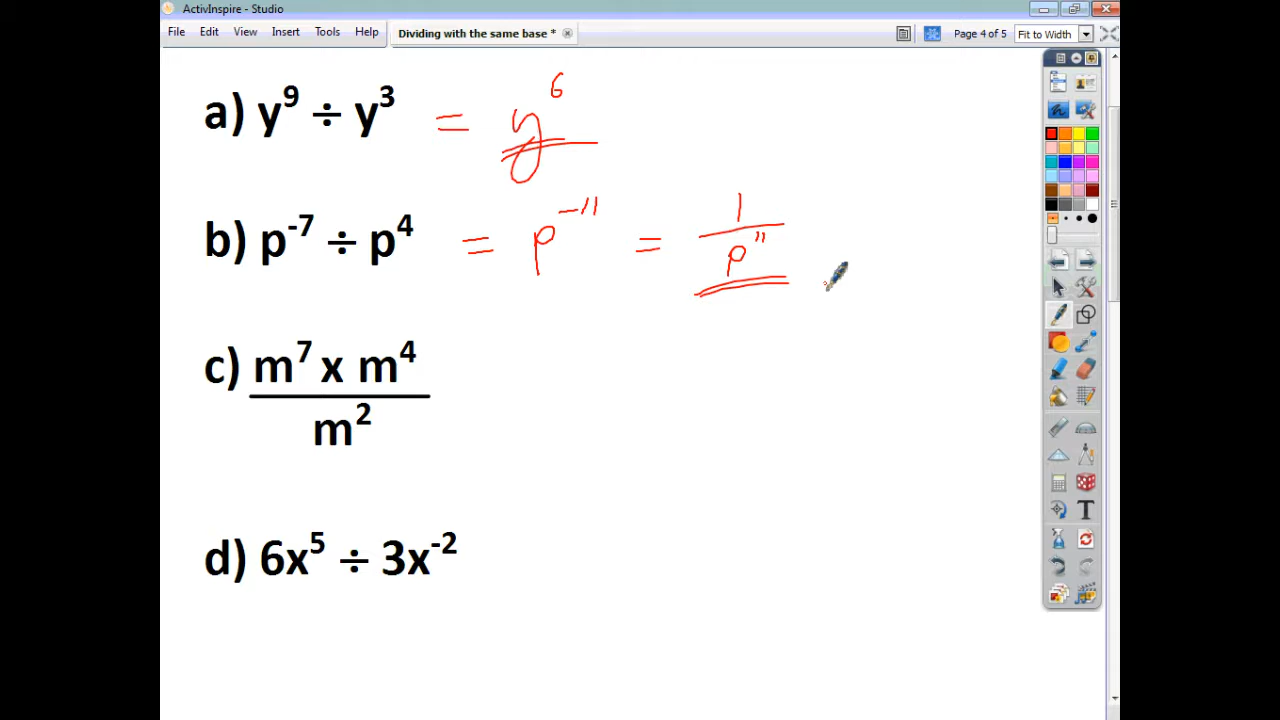 ActivInspire - Studio
File Edit View Insert Tools Help Dividing with the same base * Page 4 of 5 Fit to Width
a) y⁹ ÷ y³ = y⁶
b) p⁻⁷ ÷ p⁴ = p⁻¹¹ = 1
p¹¹
c) m⁷ x m⁴
m²
d) 6x⁵ ÷ 3x⁻²